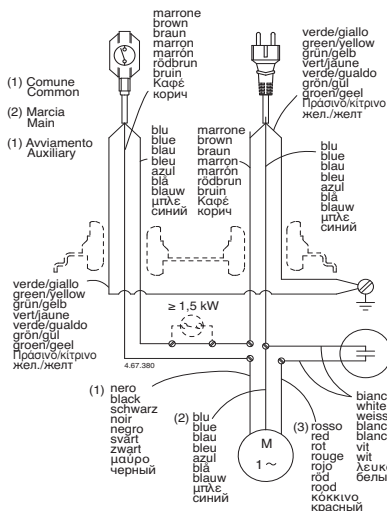 marrone
brown
braun
marron
marrón
rödbrun
bruin
Καφέ
корич
verde/giallo
green/yellow
grün/gelb
vert/jaune
verde/gualdo
grön/gül
groen/geel
Πράσινο/κίτρινο
жел./желт
(1) Comune
Common
(2) Marcia
Main
(1) Avviamento
Auxiliary
blu
blue
blau
bleu
azul
blå
blauw
μπλε
синий
marrone
brown
braun
marron
marrón
rödbrun
bruin
Καφέ
корич
blu
blue
blau
bleu
azul
blå
blauw
μπλε
синий
verde/giallo
green/yellow
grün/gelb
vert/jaune
verde/gualdo
grön/gül
groen/geel
Πράσινο/κίτρινο
жел./желт
≥ 1,5 kW
4.67.380
(1) nero
black
schwarz
noir
negro
svart
zwart
μαύρο
черный
(2) blu
blue
blau
bleu
azul
blå
blauw
μπλε
синий
M
1 ~
(3) rosso
red
rot
rouge
rojo
röd
rood
κόκκινο
красный
bianc
white
weiss
blanc
blanc
vit
wit
λευκ
белы